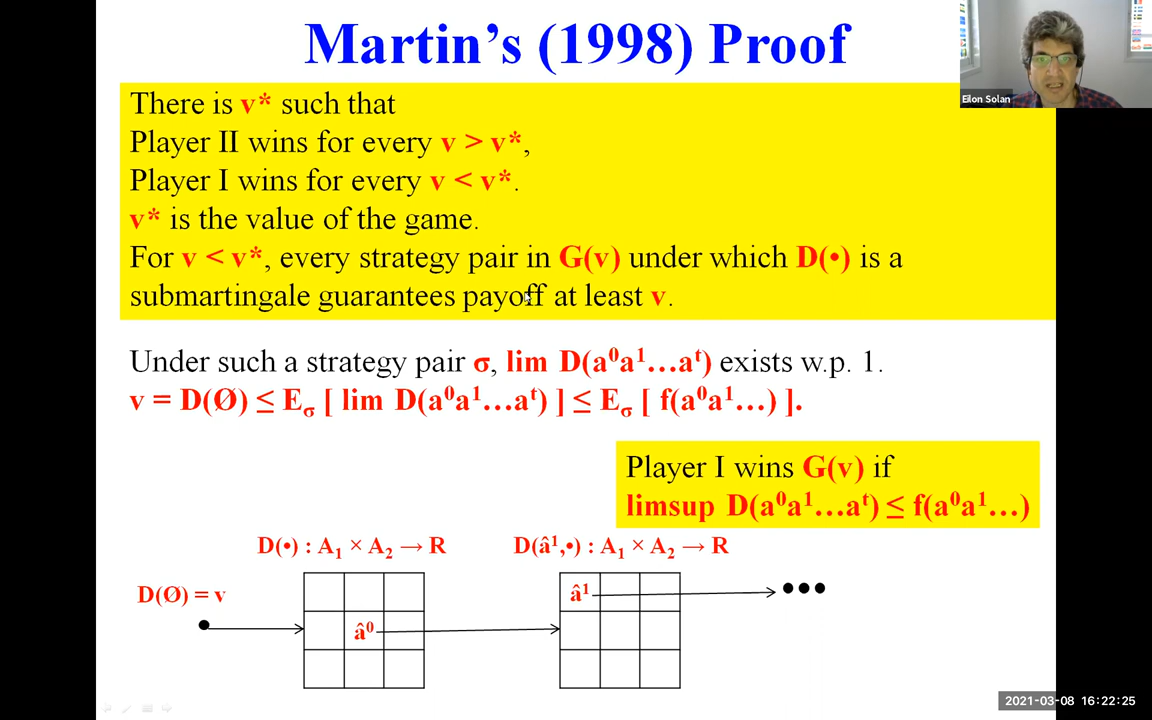 Martin's (1998) Proof
Eilon Solan
There is v* such that
Player II wins for every v > v*,
Player I wins for every v < v*.
v* is the value of the game.
For v < v*, every strategy pair in G(v) under which D(•) is a
submartingale guarantees payoff at least v.
Under such a strategy pair σ, lim D(a⁰a¹…aᵗ) exists w.p. 1.
v = D(Ø) ≤ Eσ [ lim D(a⁰a¹…aᵗ) ] ≤ Eσ [ f(a⁰a¹…) ].
Player I wins G(v) if
limsup D(a⁰a¹…aᵗ) ≤ f(a⁰a¹…)
D(•) : A₁ × A₂ → R
D(â¹,•) : A₁ × A₂ → R
D(Ø) = v
â¹
•••
â⁰
2021-03-08 16:22:25